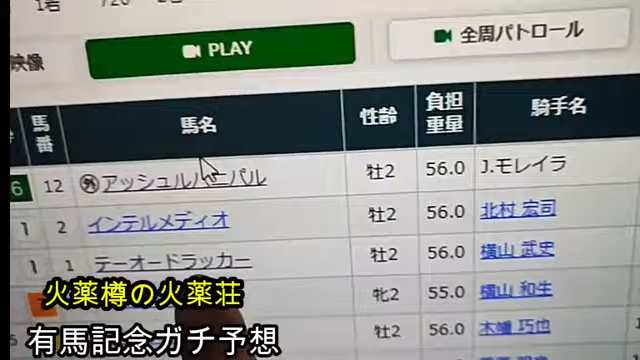 映像
PLAY
全周パトロール
馬番 馬名 性齢 負担重量 騎手名
6 12 外 アッシュルバニパル 牡2 56.0 J.モレイラ
1 2 インテルメディオ 牡2 56.0 北村 宏司
1 1 テーオードラッカー 牡2 56.0 横山 武史
牝2 55.0 横山 和生
牡2 56.0 木幡 巧也
火薬樽の火薬荘
有馬記念ガチ予想